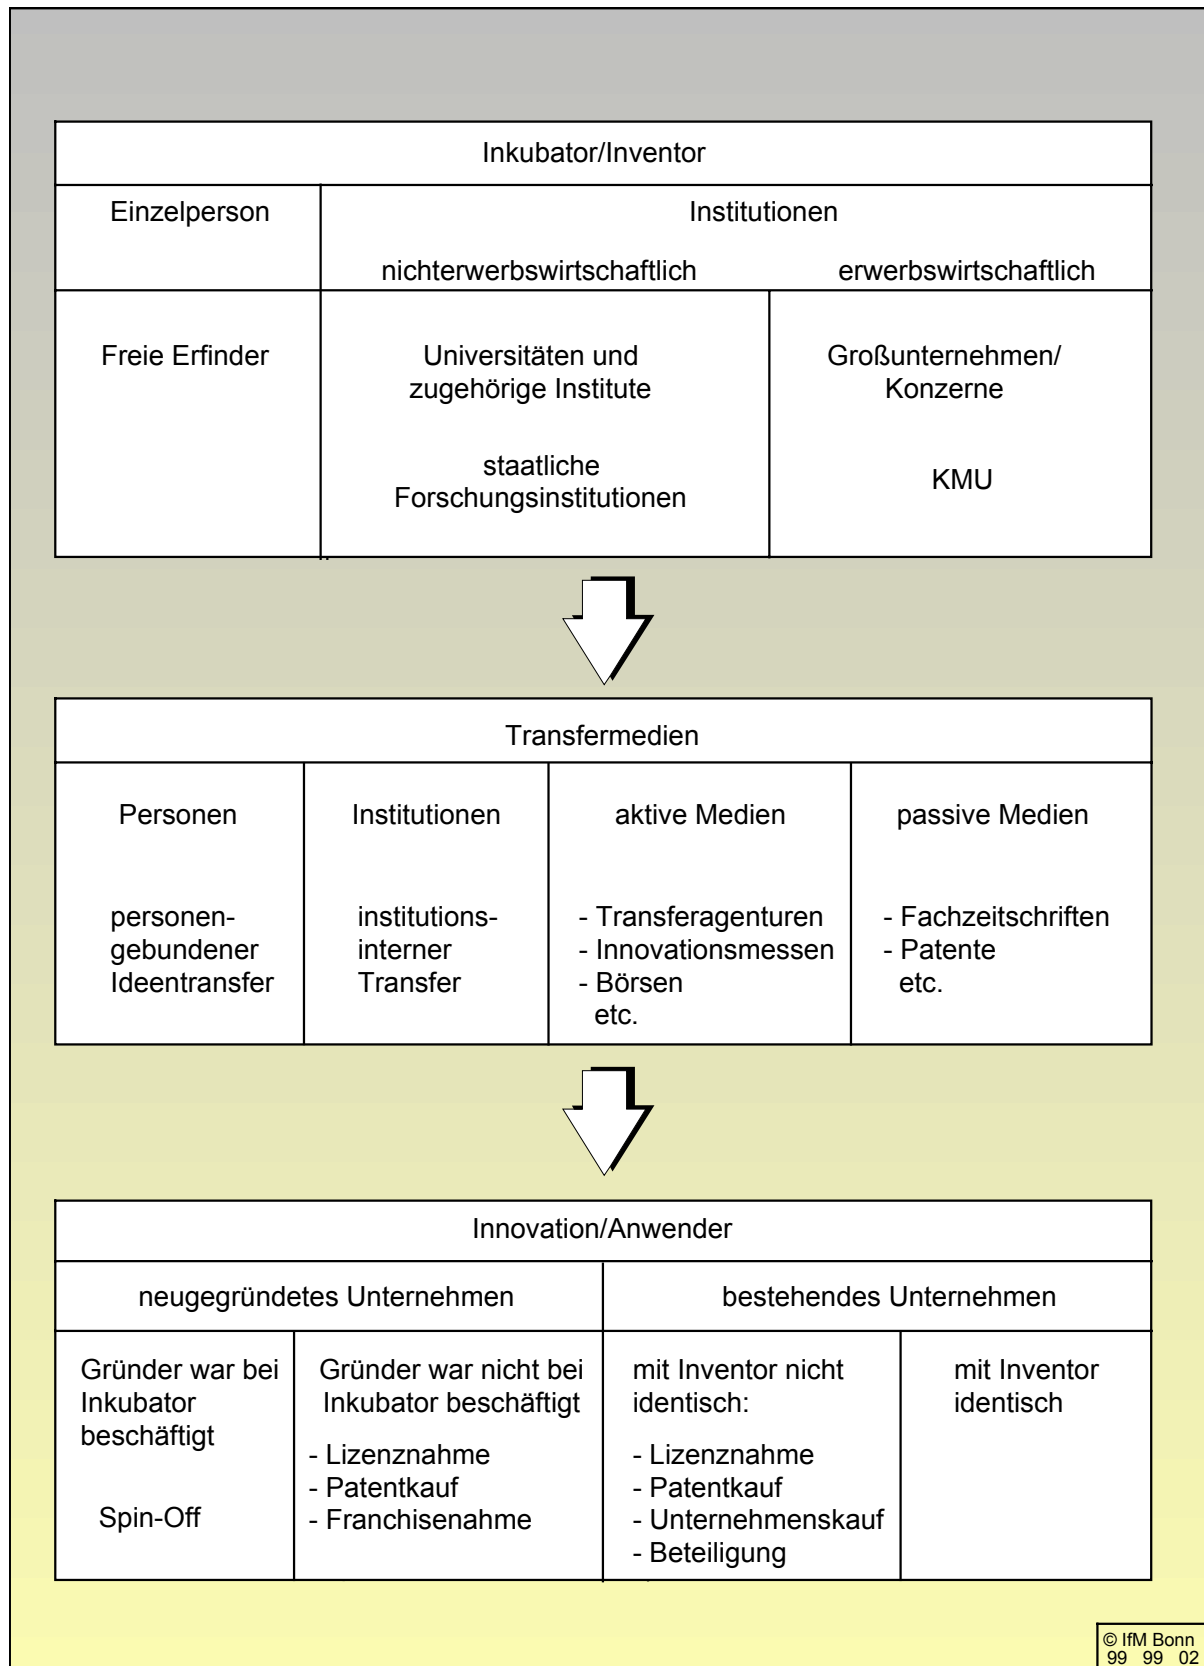 Inkubator/Inventor
Einzelperson
Institutionen
nichterwerbswirtschaftlich
erwerbswirtschaftlich
Freie Erfinder
Universitäten und
zugehörige Institute
staatliche
Forschungsinstitutionen
Großunternehmen/
Konzerne
KMU
Transfermedien
Personen
personen-
gebundener
Ideentransfer
Institutionen
institutions-
interner
Transfer
aktive Medien
- Transferagenturen
- Innovationsmessen
- Börsen
etc.
passive Medien
- Fachzeitschriften
- Patente
etc.
Innovation/Anwender
neugegründetes Unternehmen
bestehendes Unternehmen
Gründer war bei
Inkubator
beschäftigt
Spin-Off
Gründer war nicht bei
Inkubator beschäftigt
- Lizenznahme
- Patentkauf
- Franchisenahme
mit Inventor nicht
identisch:
- Lizenznahme
- Patentkauf
- Unternehmenskauf
- Beteiligung
mit Inventor
identisch
© IfM Bonn
99 99 02